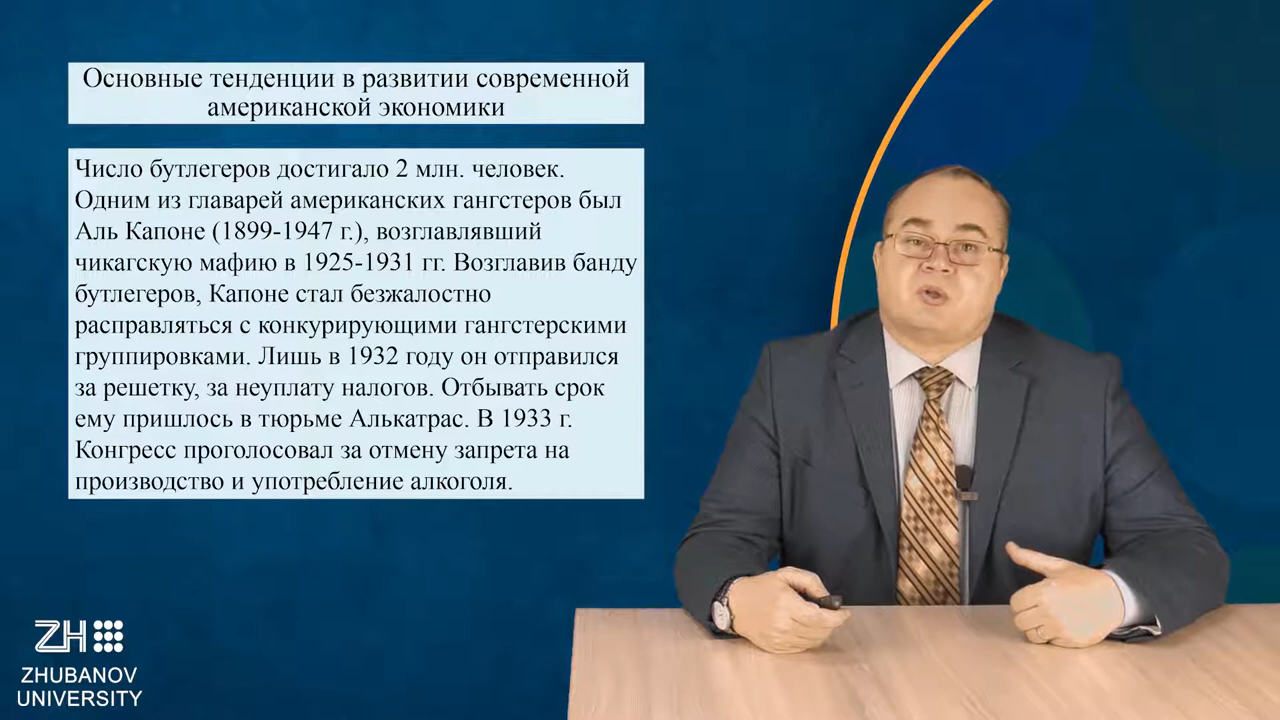 Основные тенденции в развитии современной
американской экономики
Число бутлегеров достигало 2 млн. человек.
Одним из главарей американских гангстеров был
Аль Капоне (1899-1947 г.), возглавлявший
чикагскую мафию в 1925-1931 гг. Возглавив банду
бутлегеров, Капоне стал безжалостно
расправляться с конкурирующими гангстерскими
группировками. Лишь в 1932 году он отправился
за решетку, за неуплату налогов. Отбывать срок
ему пришлось в тюрьме Алькатрас. В 1933 г.
Конгресс проголосовал за отмену запрета на
производство и употребление алкоголя.
ZH
ZHUBANOV
UNIVERSITY